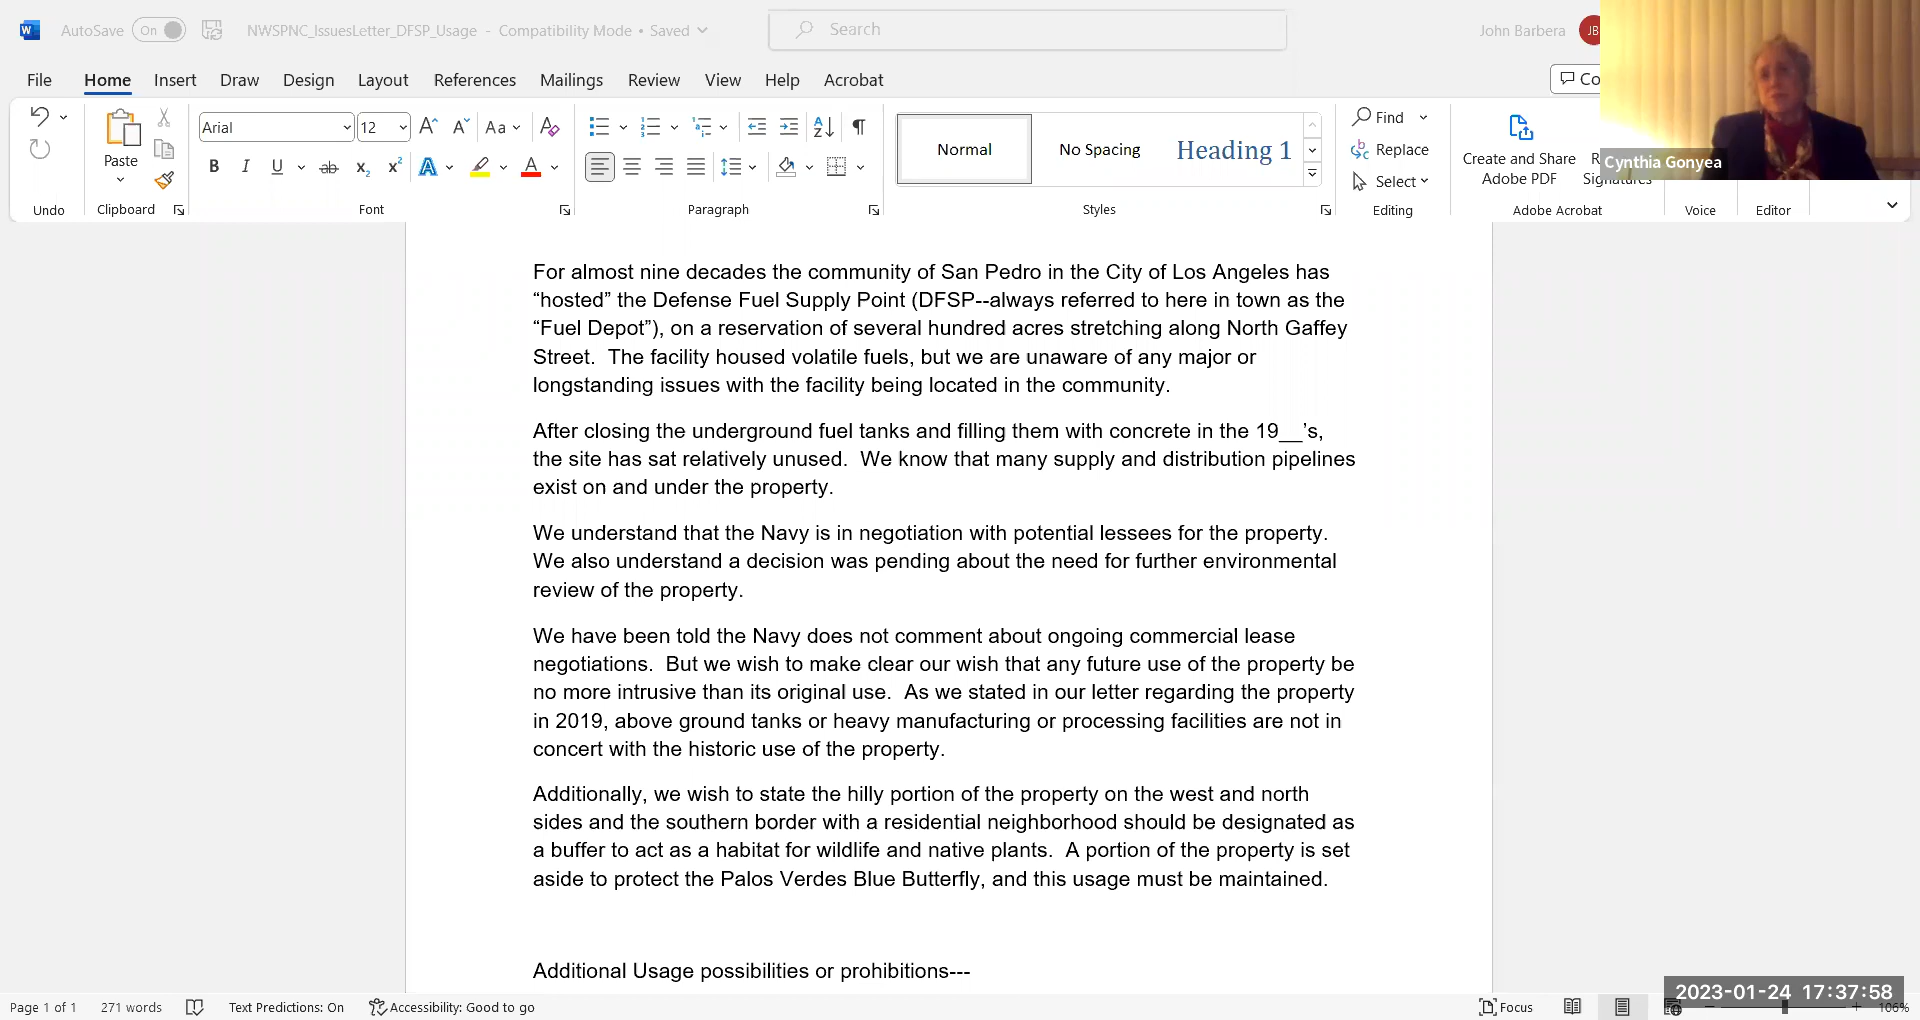 AutoSave On NWSPNC_IssuesLetter_DFSP_Usage - Compatibility Mode • Saved Search John Barbera JB
File Home Insert Draw Design Layout References Mailings Review View Help Acrobat Co
Arial 12 Aa Find
Paste Normal No Spacing Heading 1 Replace Create and Share
Adobe PDF
Select
Cynthia Gonyea
Signatures
Undo Clipboard Font Paragraph Styles Editing Adobe Acrobat Voice Editor
For almost nine decades the community of San Pedro in the City of Los Angeles has
“hosted” the Defense Fuel Supply Point (DFSP--always referred to here in town as the
“Fuel Depot”), on a reservation of several hundred acres stretching along North Gaffey
Street.  The facility housed volatile fuels, but we are unaware of any major or
longstanding issues with the facility being located in the community.
After closing the underground fuel tanks and filling them with concrete in the 19__’s,
the site has sat relatively unused.  We know that many supply and distribution pipelines
exist on and under the property.
We understand that the Navy is in negotiation with potential lessees for the property.
We also understand a decision was pending about the need for further environmental
review of the property.
We have been told the Navy does not comment about ongoing commercial lease
negotiations.  But we wish to make clear our wish that any future use of the property be
no more intrusive than its original use.  As we stated in our letter regarding the property
in 2019, above ground tanks or heavy manufacturing or processing facilities are not in
concert with the historic use of the property.
Additionally, we wish to state the hilly portion of the property on the west and north
sides and the southern border with a residential neighborhood should be designated as
a buffer to act as a habitat for wildlife and native plants.  A portion of the property is set
aside to protect the Palos Verdes Blue Butterfly, and this usage must be maintained.
Additional Usage possibilities or prohibitions---
2023-01-24 17:37:58
Page 1 of 1 271 words Text Predictions: On Accessibility: Good to go Focus 106%